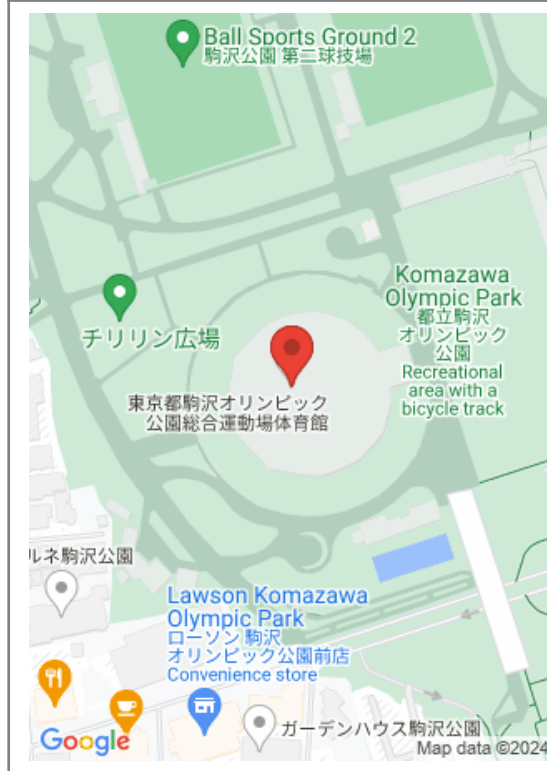 Ball Sports Ground 2
駒沢公園 第二球技場
Komazawa
Olympic Park
都立駒沢
オリンピック
公園
Recreational
area with a
bicycle track
チリリン広場
東京都駒沢オリンピック
公園総合運動場体育館
ルネ駒沢公園
Lawson Komazawa
Olympic Park
ローソン 駒沢
オリンピック公園前店
Convenience store
ガーデンハウス駒沢公園
Google
Map data ©2024